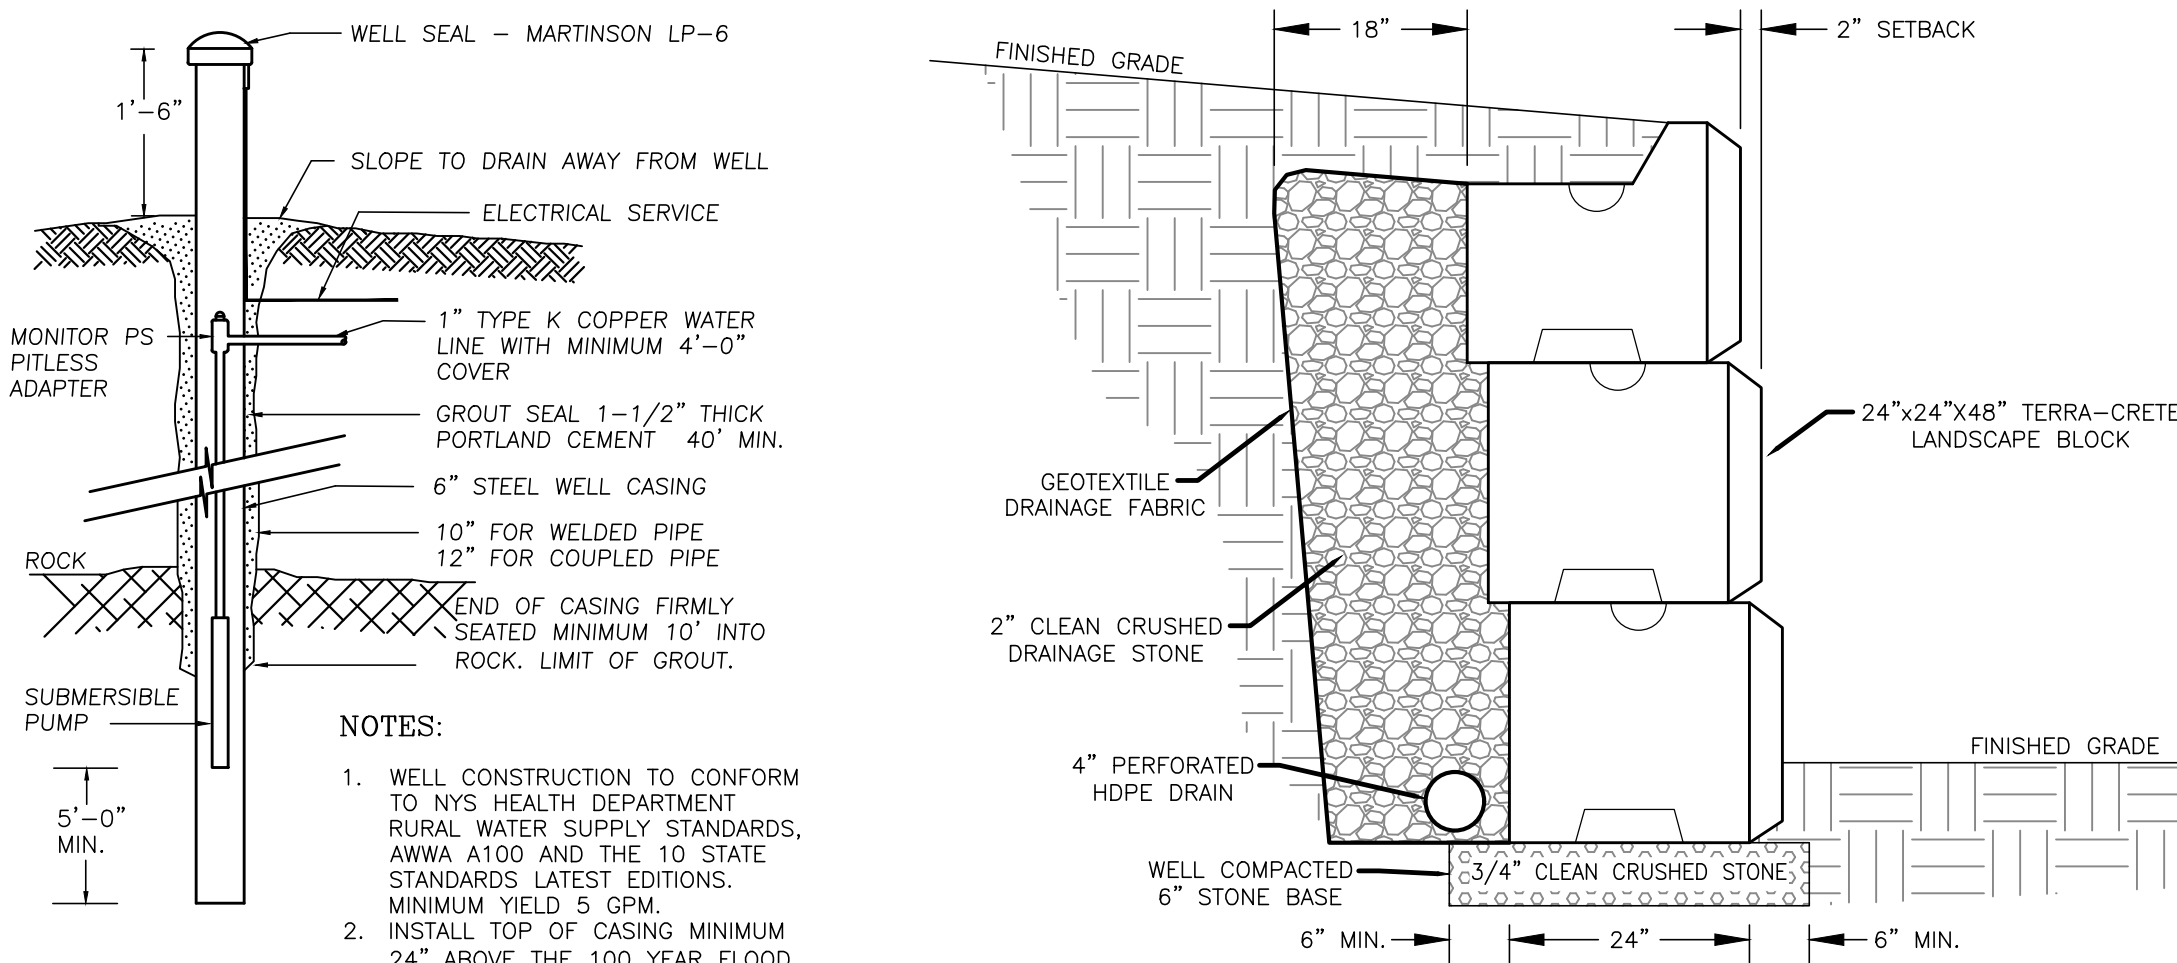 WELL SEAL – MARTINSON LP–6
1'–6"
SLOPE TO DRAIN AWAY FROM WELL
ELECTRICAL SERVICE
MONITOR PS
PITLESS
ADAPTER
1" TYPE K COPPER WATER
LINE WITH MINIMUM 4'–0"
COVER
GROUT SEAL 1–1/2" THICK
PORTLAND CEMENT 40' MIN.
6" STEEL WELL CASING
10" FOR WELDED PIPE
12" FOR COUPLED PIPE
ROCK
END OF CASING FIRMLY
SEATED MINIMUM 10' INTO
ROCK. LIMIT OF GROUT.
SUBMERSIBLE
PUMP
5'–0"
MIN.
NOTES:
1. WELL CONSTRUCTION TO CONFORM
TO NYS HEALTH DEPARTMENT
RURAL WATER SUPPLY STANDARDS,
AWWA A100 AND THE 10 STATE
STANDARDS LATEST EDITIONS.
MINIMUM YIELD 5 GPM.
2. INSTALL TOP OF CASING MINIMUM
24" ABOVE THE 100 YEAR FLOOD
18"
2" SETBACK
FINISHED GRADE
24"x24"X48" TERRA–CRETE
LANDSCAPE BLOCK
GEOTEXTILE
DRAINAGE FABRIC
2" CLEAN CRUSHED
DRAINAGE STONE
4" PERFORATED
HDPE DRAIN
FINISHED GRADE
WELL COMPACTED
6" STONE BASE
3/4" CLEAN CRUSHED STONE
6" MIN.
24"
6" MIN.